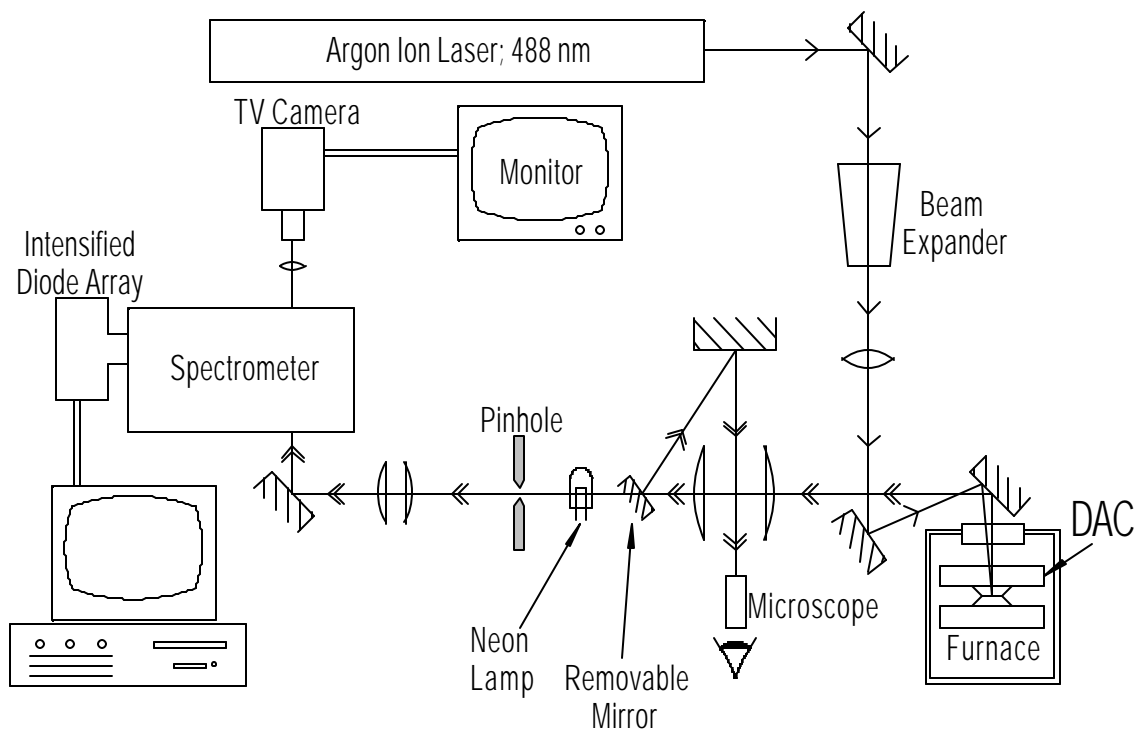 Argon Ion Laser; 488 nm
TV Camera
Monitor
Beam
Expander
Intensified
Diode Array
Spectrometer
Pinhole
DAC
Microscope
Furnace
Neon
Lamp
Removable
Mirror